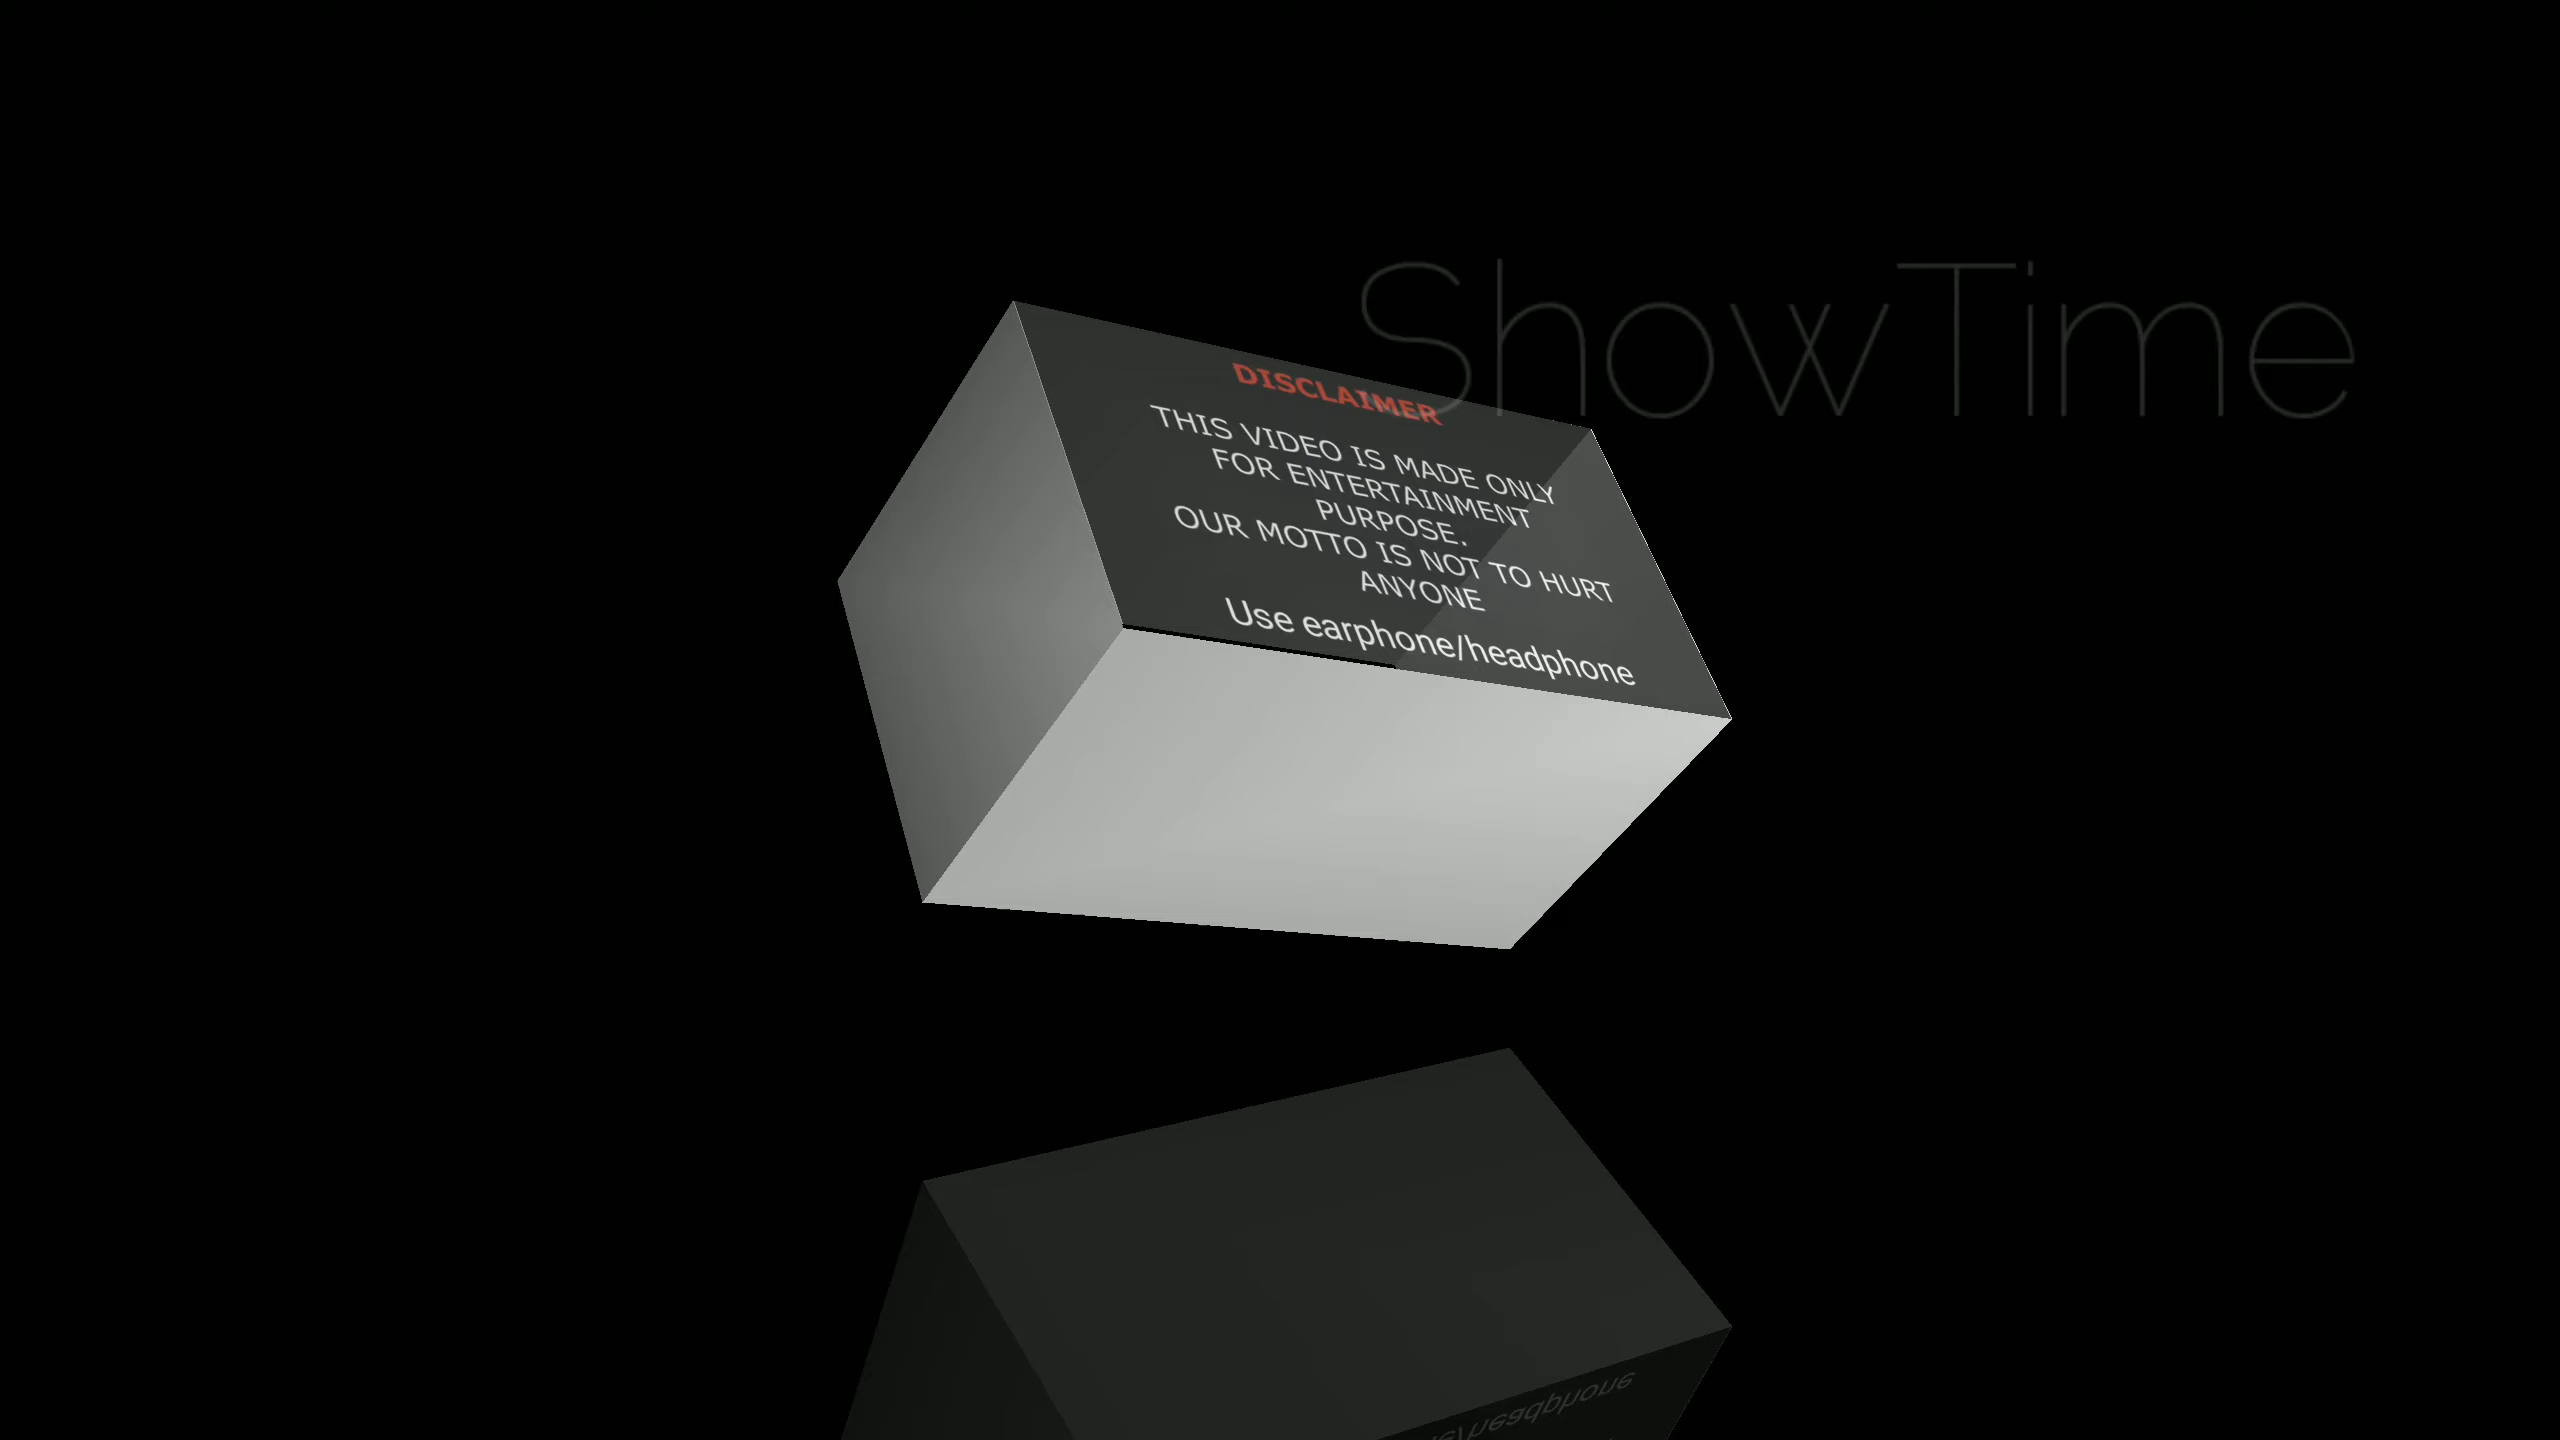 ShowTime
DISCLAIMER
THIS VIDEO IS MADE ONLY
FOR ENTERTAINMENT
PURPOSE.
OUR MOTTO IS NOT TO HURT
ANYONE
Use earphone/headphone